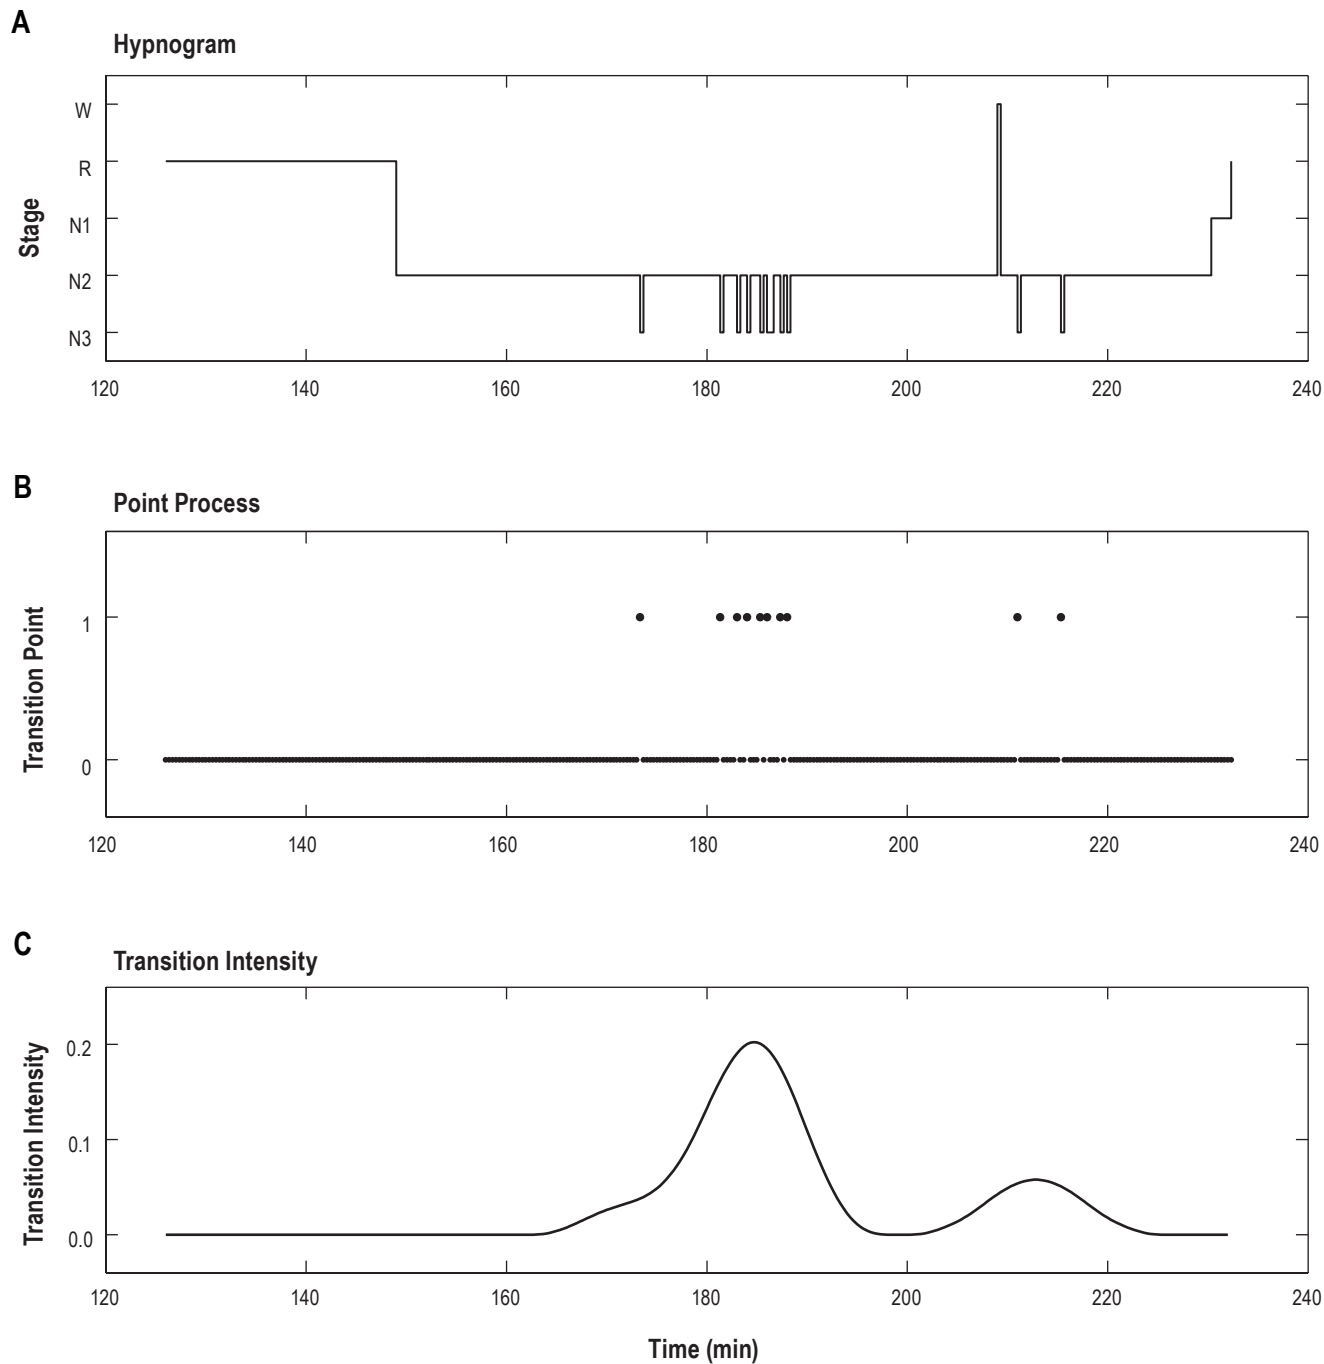 A
Hypnogram
Stage
W
R
N1
N2
N3
120 140 160 180 200 220 240
B
Point Process
Transition Point
1
0
120 140 160 180 200 220 240
C
Transition Intensity
Transition Intensity
0.2
0.1
0.0
120 140 160 180 200 220 240
Time (min)